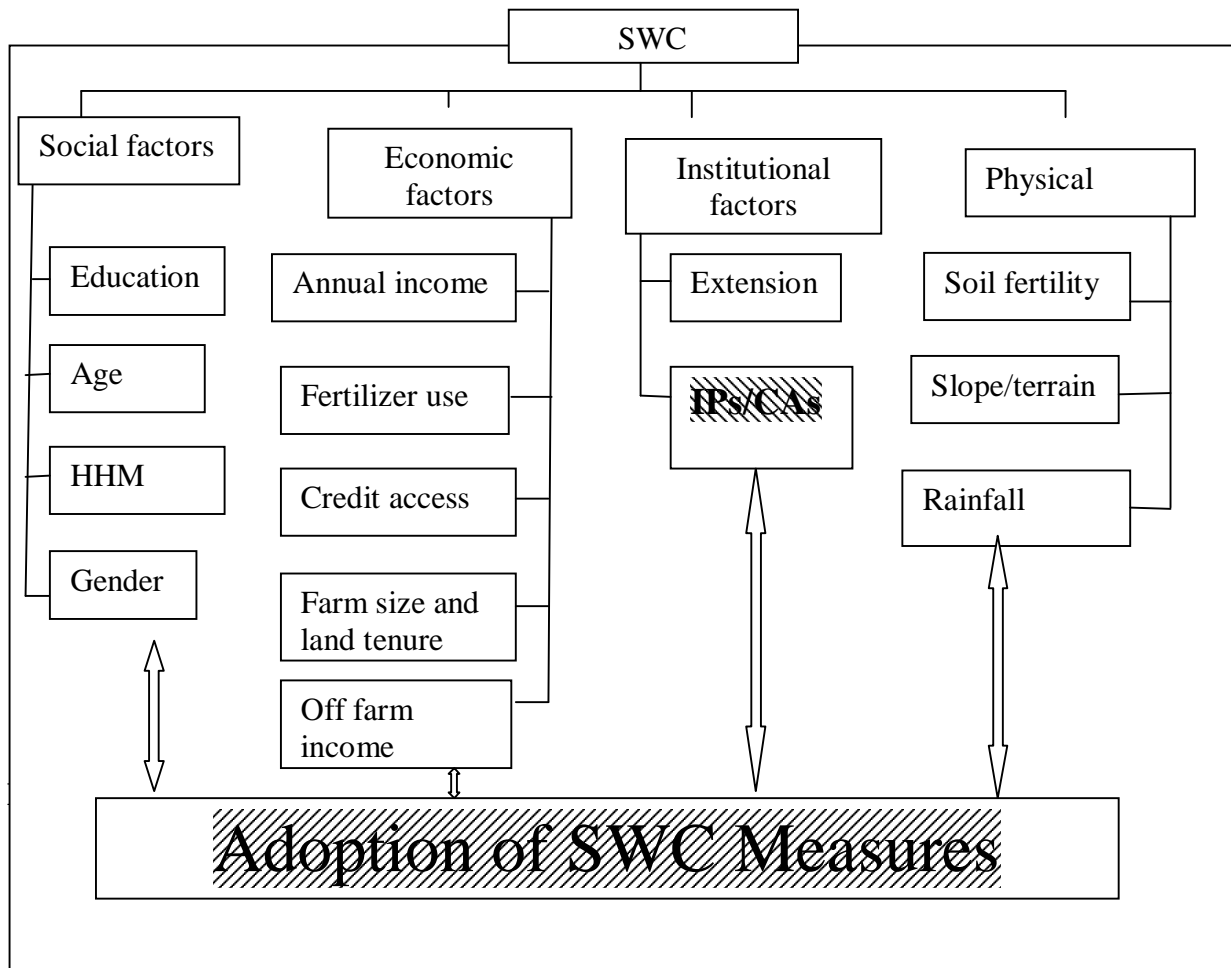 SWC
Social factors
Education
Age
HHM
Gender
Economic
factors
Annual income
Fertilizer use
Credit access
Farm size and
land tenure
Off farm
income
Institutional
factors
Extension
IPs/CAs
Physical
Soil fertility
Slope/terrain
Rainfall
Adoption of SWC Measures